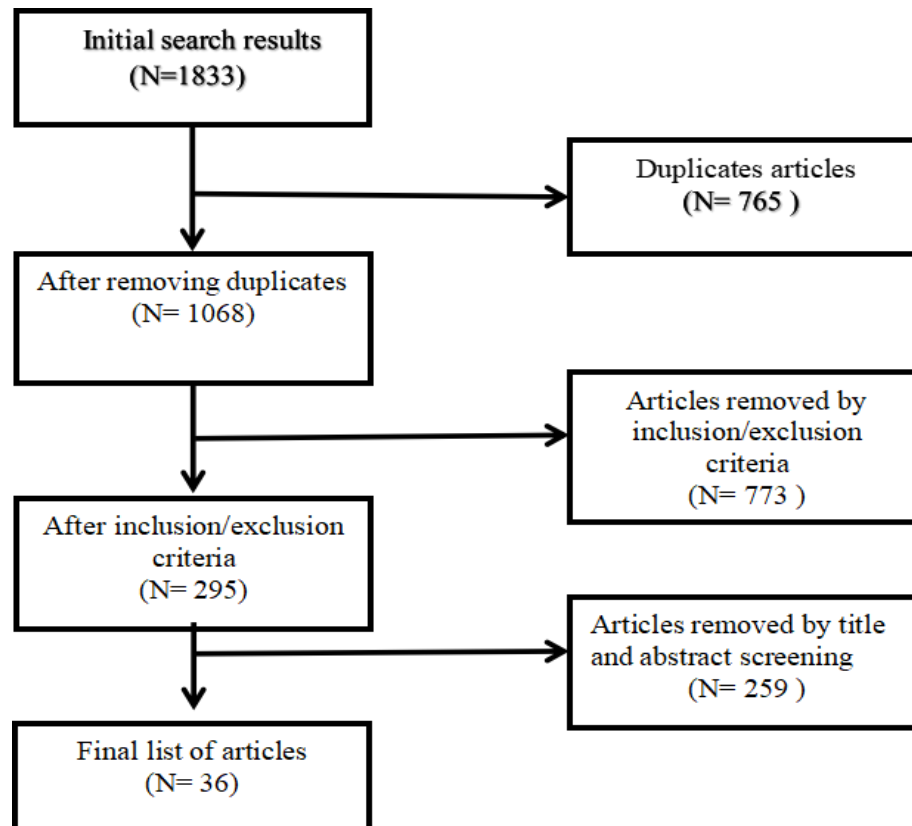 Initial search results
(N=1833)
Duplicates articles
(N= 765 )
After removing duplicates
(N= 1068)
Articles removed by
inclusion/exclusion
criteria
(N= 773 )
After inclusion/exclusion
criteria
(N= 295)
Articles removed by title
and abstract screening
(N= 259 )
Final list of articles
(N= 36)